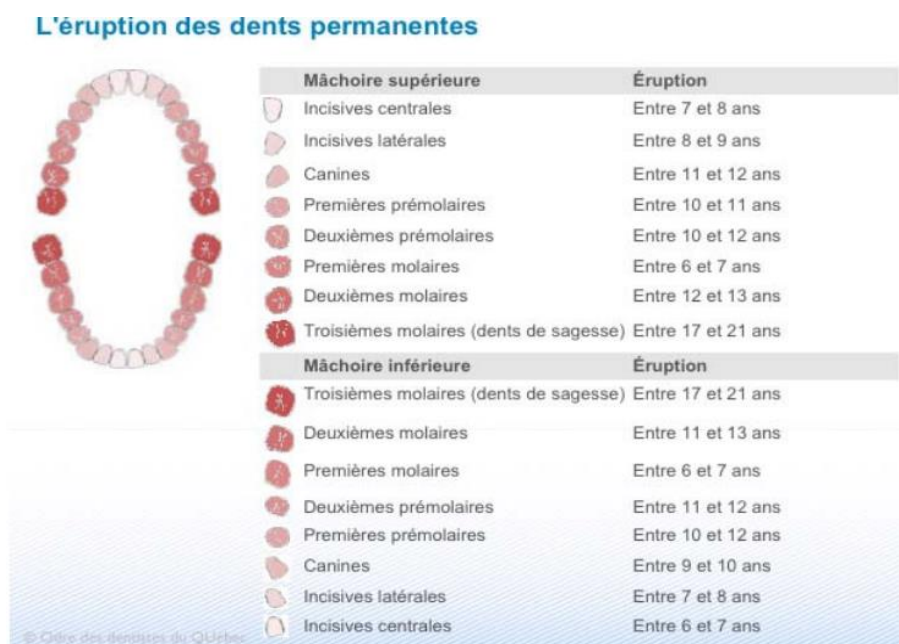 L'éruption des dents permanentes
Mâchoire supérieure Éruption
Incisives centrales Entre 7 et 8 ans
Incisives latérales Entre 8 et 9 ans
Canines Entre 11 et 12 ans
Premières prémolaires Entre 10 et 11 ans
Deuxièmes prémolaires Entre 10 et 12 ans
Premières molaires Entre 6 et 7 ans
Deuxièmes molaires Entre 12 et 13 ans
Troisièmes molaires (dents de sagesse) Entre 17 et 21 ans
Mâchoire inférieure Éruption
Troisièmes molaires (dents de sagesse) Entre 17 et 21 ans
Deuxièmes molaires Entre 11 et 13 ans
Premières molaires Entre 6 et 7 ans
Deuxièmes prémolaires Entre 11 et 12 ans
Premières prémolaires Entre 10 et 12 ans
Canines Entre 9 et 10 ans
Incisives latérales Entre 7 et 8 ans
Incisives centrales Entre 6 et 7 ans
© Ordre des dentistes du QUébec